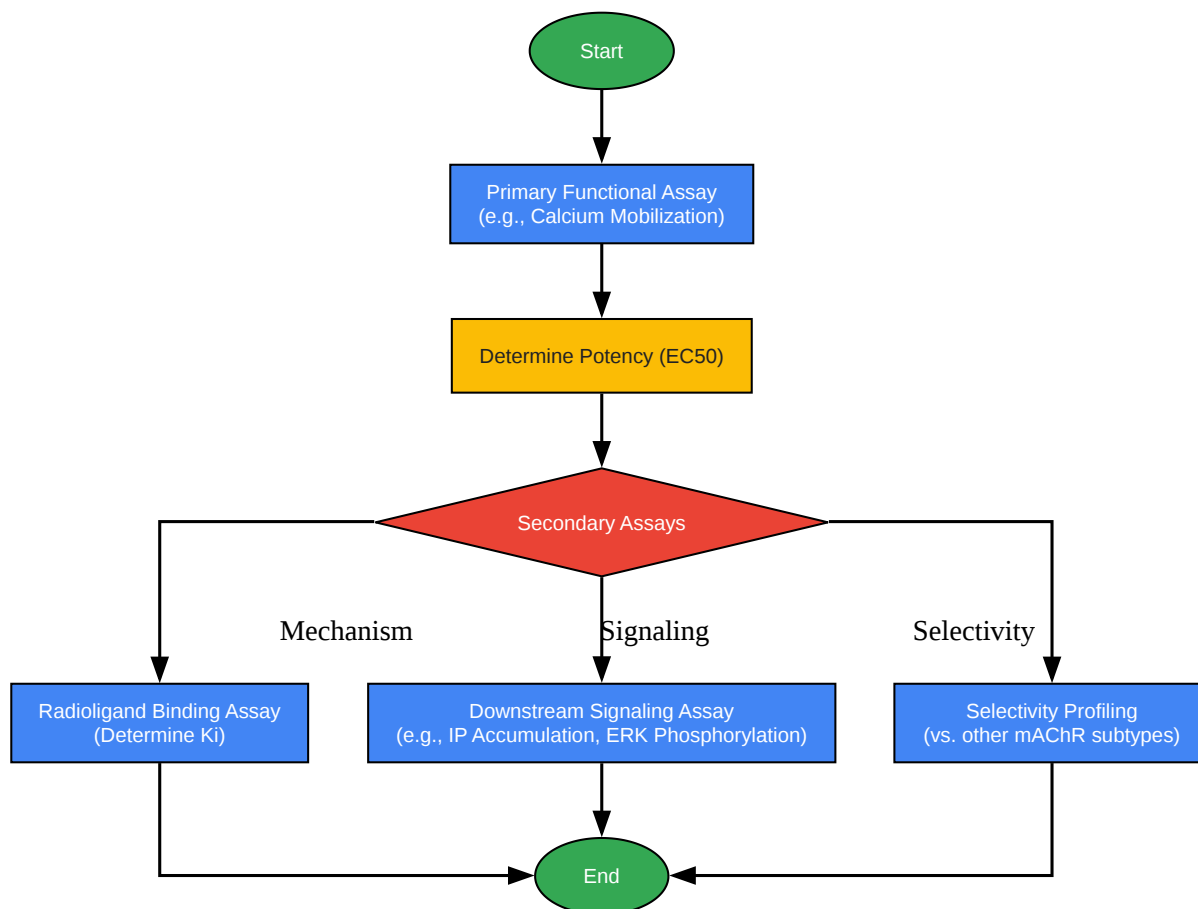 Start
Primary Functional Assay
(e.g., Calcium Mobilization)
Determine Potency (EC50)
Secondary Assays
Mechanism
Signaling
Selectivity
Radioligand Binding Assay
(Determine Ki)
Downstream Signaling Assay
(e.g., IP Accumulation, ERK Phosphorylation)
Selectivity Profiling
(vs. other mAChR subtypes)
End